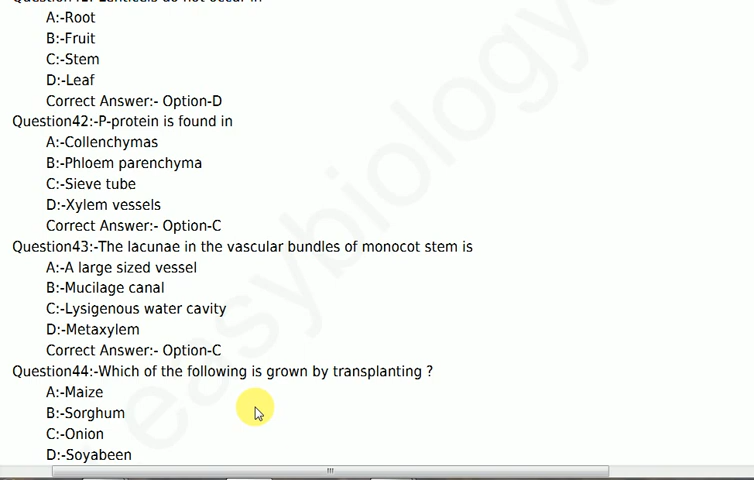 A:-Root
B:-Fruit
C:-Stem
D:-Leaf
Correct Answer:- Option-D
Question42:-P-protein is found in
A:-Collenchymas
B:-Phloem parenchyma
C:-Sieve tube
D:-Xylem vessels
Correct Answer:- Option-C
Question43:-The lacunae in the vascular bundles of monocot stem is
A:-A large sized vessel
B:-Mucilage canal
C:-Lysigenous water cavity
D:-Metaxylem
Correct Answer:- Option-C
Question44:-Which of the following is grown by transplanting ?
A:-Maize
B:-Sorghum
C:-Onion
D:-Soyabeen
easybiology